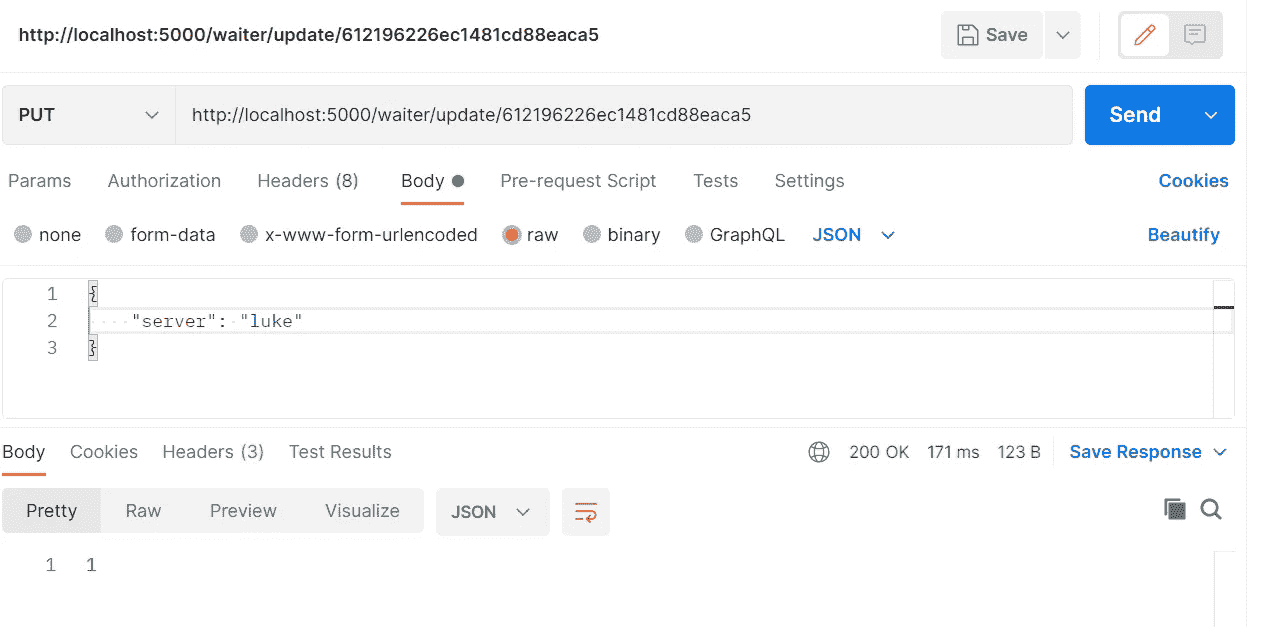 http://localhost:5000/waiter/update/612196226ec1481cd88eaca5 Save
PUT http://localhost:5000/waiter/update/612196226ec1481cd88eaca5 Send
Params Authorization Headers (8) Body Pre-request Script Tests Settings Cookies
none form-data x-www-form-urlencoded raw binary GraphQL JSON Beautify
1 {
2 "server": "luke"
3 }
Body Cookies Headers (3) Test Results 200 OK 171 ms 123 B Save Response
Pretty Raw Preview Visualize JSON
1 1